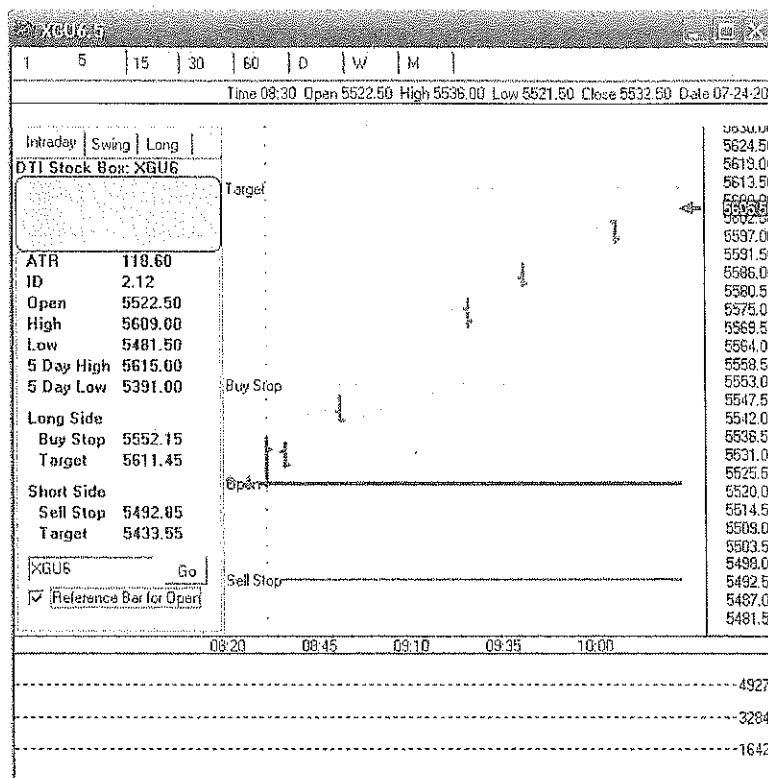 XGU6.5
1 5 15 30 60 D W M
Time 08:30 Open 5522.50 High 5536.00 Low 5521.50 Close 5532.50 Date 07-24-20
Intraday Swing Long
DTI Stock Box: XGU6
ATR 118.60
ID 2.12
Open 5522.50
High 5609.00
Low 5481.50
5 Day High 5615.00
5 Day Low 5391.00
Long Side
Buy Stop 5552.15
Target 5611.45
Short Side
Sell Stop 5492.85
Target 5433.55
XGU6 Go
Reference Bar for Open
Target
Buy Stop
Open
Sell Stop
5624.5
5619.0
5613.5
5597.0
5591.5
5586.0
5580.5
5575.0
5569.5
5564.0
5558.5
5553.0
5547.5
5542.0
5536.5
5531.0
5525.5
5520.0
5514.5
5509.0
5503.5
5498.0
5492.5
5487.0
5481.5
08:20 08:45 09:10 09:35 10:00
4927
3284
1642